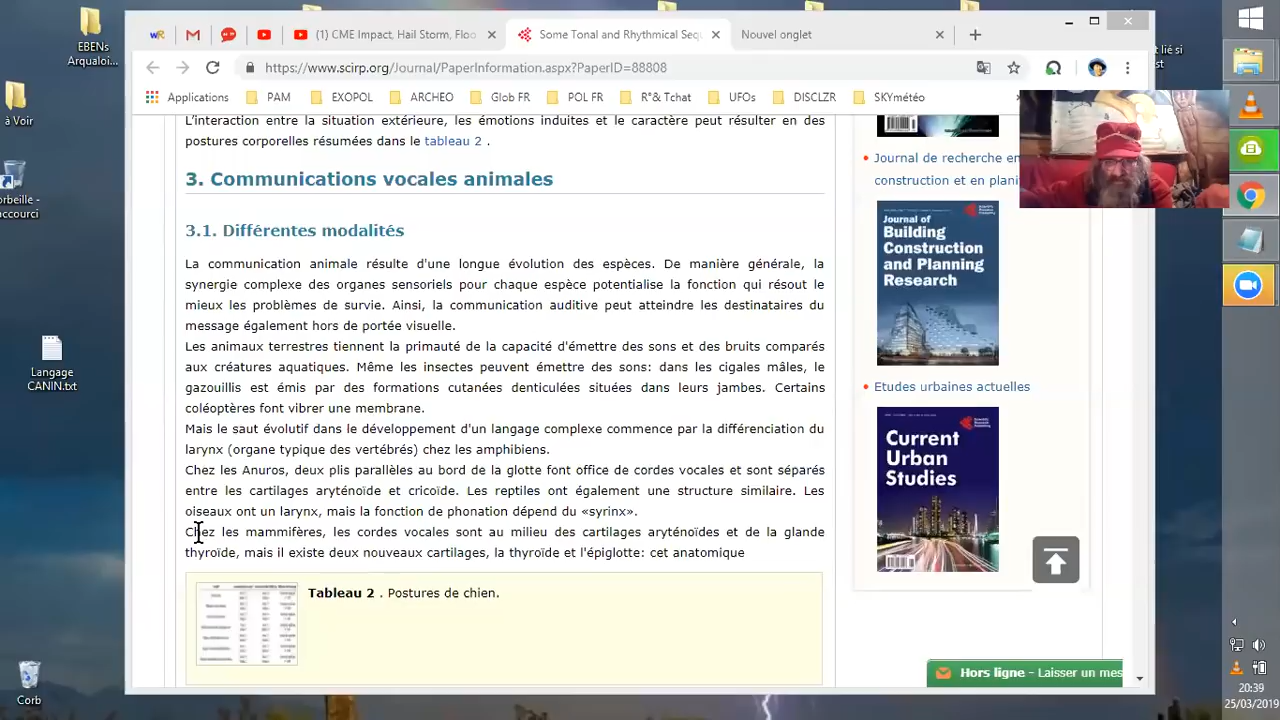 EBENs
Arqualoi...
à Voir
orbeille -
accourci
Langage
CANIN.txt
Corb
(1) CME Impact, Hail Storm, Floo
Some Tonal and Rhythmical Seq
Nouvel onglet
https://www.scirp.org/Journal/PaperInformation.aspx?PaperID=88808
Applications
PAM
EXOPOL
ARCHEO
Glob FR
POL FR
R°& Tchat
UFOs
DISCLZR
SKYmétéo
L'interaction entre la situation extérieure, les émotions induites et le caractère peut résulter en des
postures corporelles résumées dans le tableau 2 .
3. Communications vocales animales
3.1. Différentes modalités
La communication animale résulte d'une longue évolution des espèces. De manière générale, la
synergie complexe des organes sensoriels pour chaque espèce potentialise la fonction qui résout le
mieux les problèmes de survie. Ainsi, la communication auditive peut atteindre les destinataires du
message également hors de portée visuelle.
Les animaux terrestres tiennent la primauté de la capacité d'émettre des sons et des bruits comparés
aux créatures aquatiques. Même les insectes peuvent émettre des sons: dans les cigales mâles, le
gazouillis est émis par des formations cutanées denticulées situées dans leurs jambes. Certains
coléoptères font vibrer une membrane.
Mais le saut évolutif dans le développement d'un langage complexe commence par la différenciation du
larynx (organe typique des vertébrés) chez les amphibiens.
Chez les Anuros, deux plis parallèles au bord de la glotte font office de cordes vocales et sont séparés
entre les cartilages aryténoïde et cricoïde. Les reptiles ont également une structure similaire. Les
oiseaux ont un larynx, mais la fonction de phonation dépend du «syrinx».
Chez les mammifères, les cordes vocales sont au milieu des cartilages aryténoïdes et de la glande
thyroïde, mais il existe deux nouveaux cartilages, la thyroïde et l'épiglotte: cet anatomique
Tableau 2 . Postures de chien.
Journal de recherche en
construction et en plani
Journal of
Building
Construction
and Planning
Research
Etudes urbaines actuelles
Current
Urban
Studies
Hors ligne – Laisser un mes
lié si
st
20:39
25/03/2019